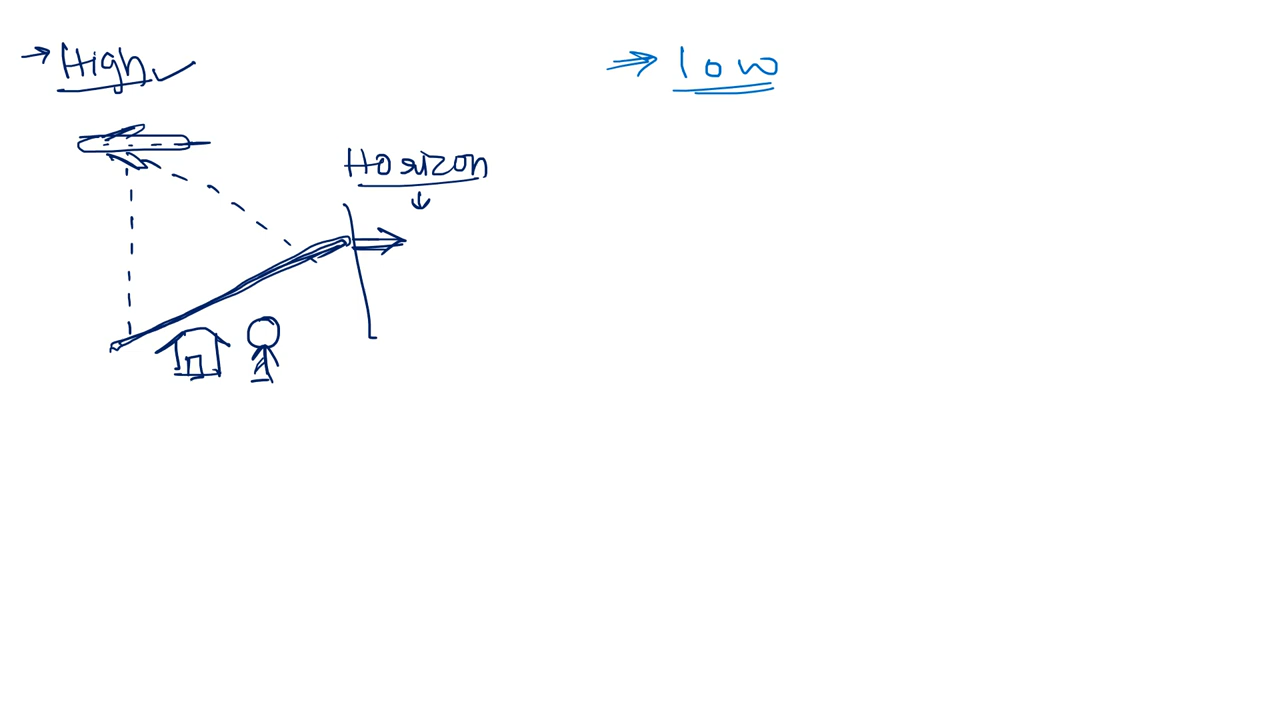 → High ✓
⇒ low
Horizon
↓